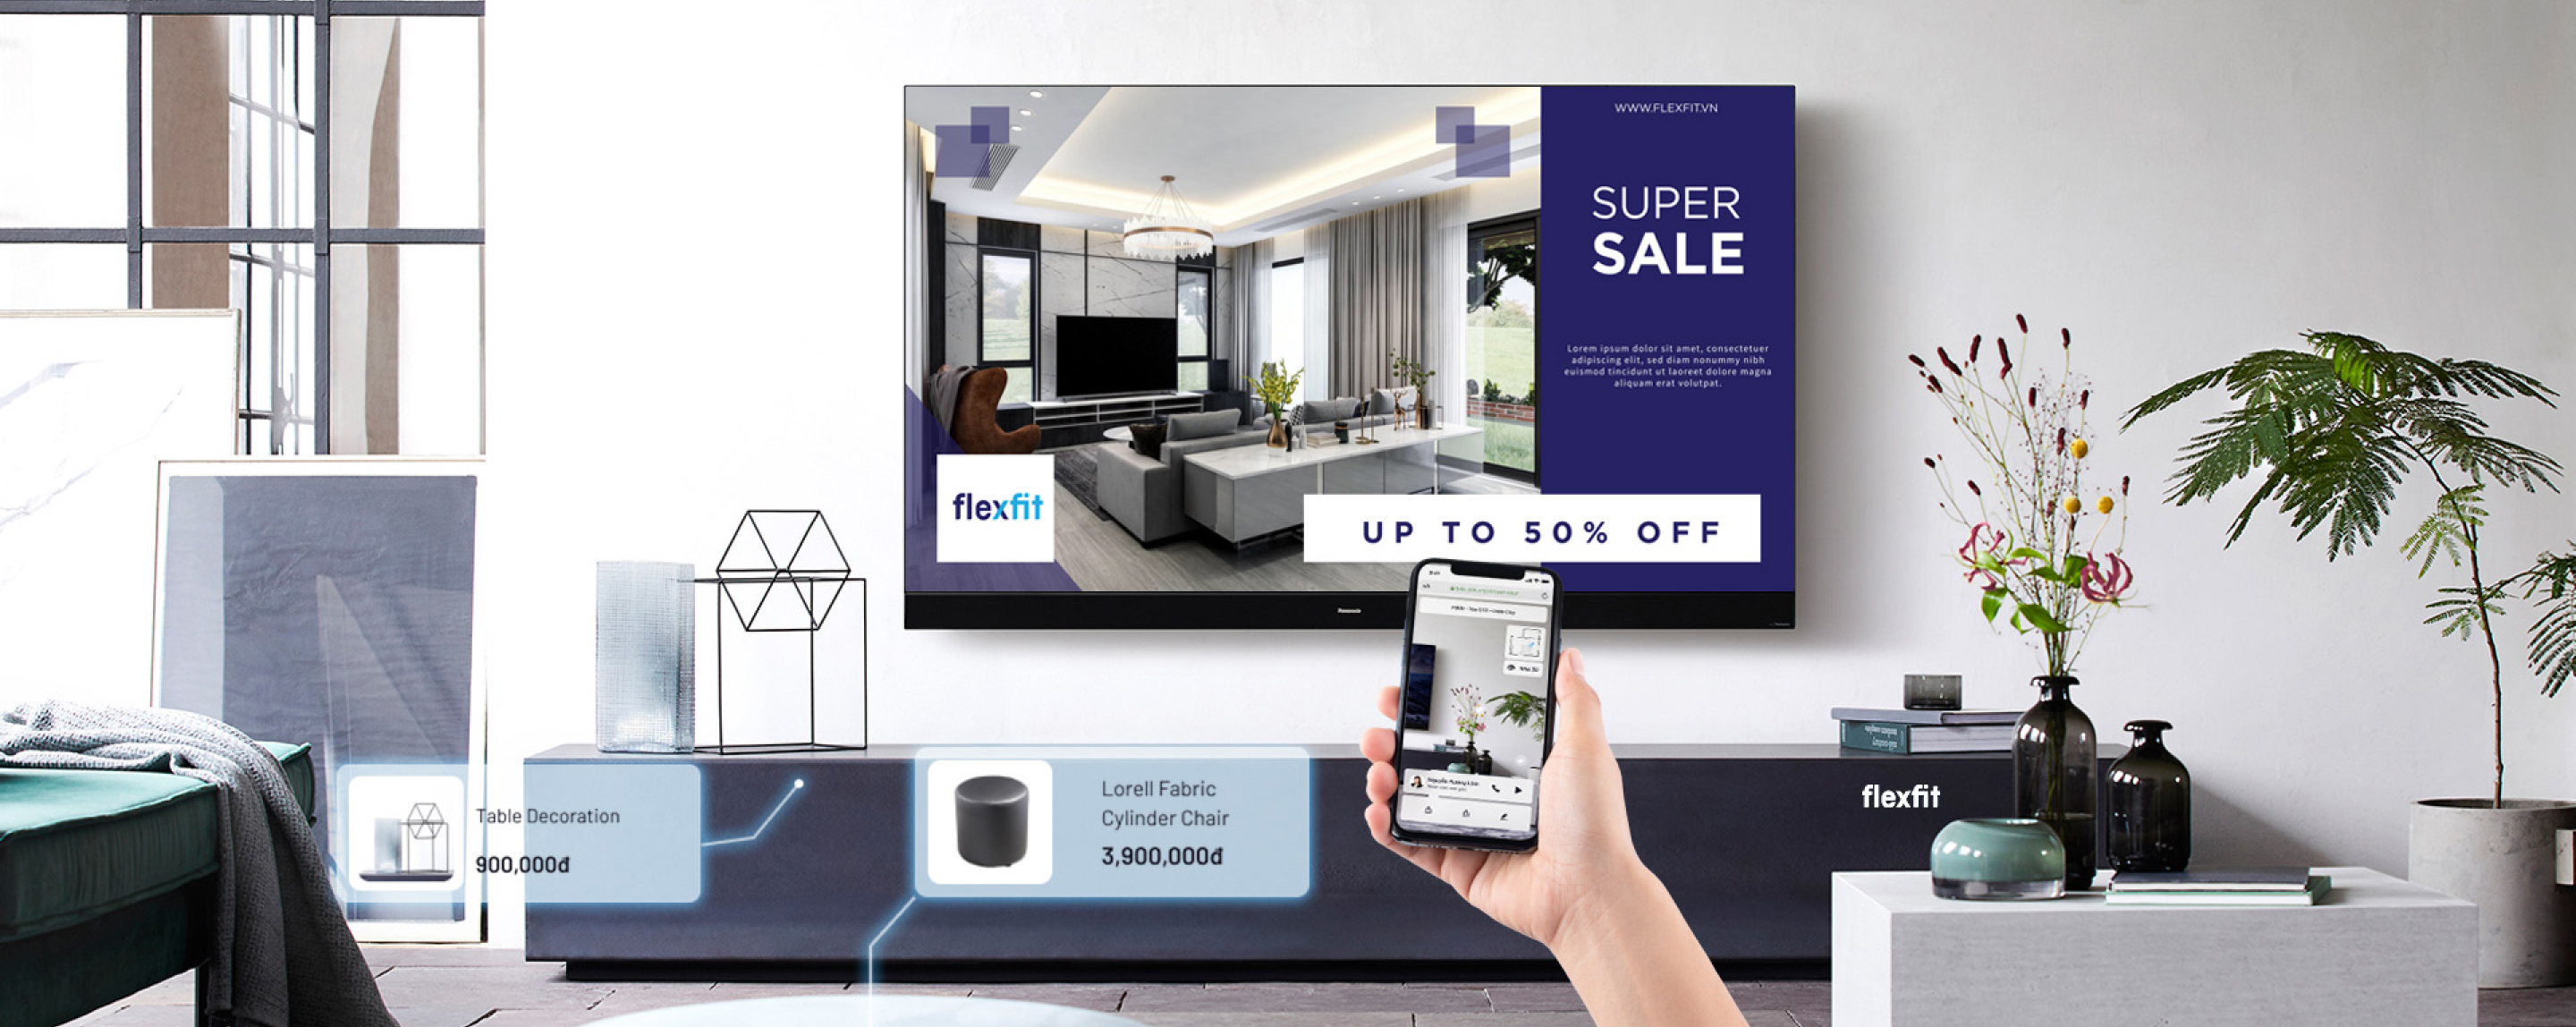 WWW.FLEXFIT.VN
SUPER
SALE
Lorem ipsum dolor sit amet, consectetuer
adipiscing elit, sed diam nonummy nibh
euismod tincidunt ut laoreet dolore magna
aliquam erat volutpat.
flexfit
UP TO 50% OFF
Panasonic
Table Decoration
900,000đ
Lorell Fabric
Cylinder Chair
3,900,000đ
flexfit